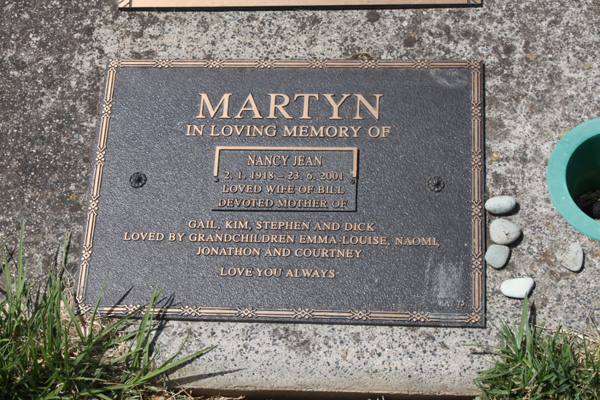 MARTYN
IN LOVING MEMORY OF
NANCY JEAN
2. 1. 1918 – 23. 6. 2001
LOVED WIFE OF BILL
DEVOTED MOTHER OF
GAIL, KIM, STEPHEN AND DICK
LOVED BY GRANDCHILDREN EMMA-LOUISE, NAOMI,
JONATHON AND COURTNEY
LOVE YOU ALWAYS